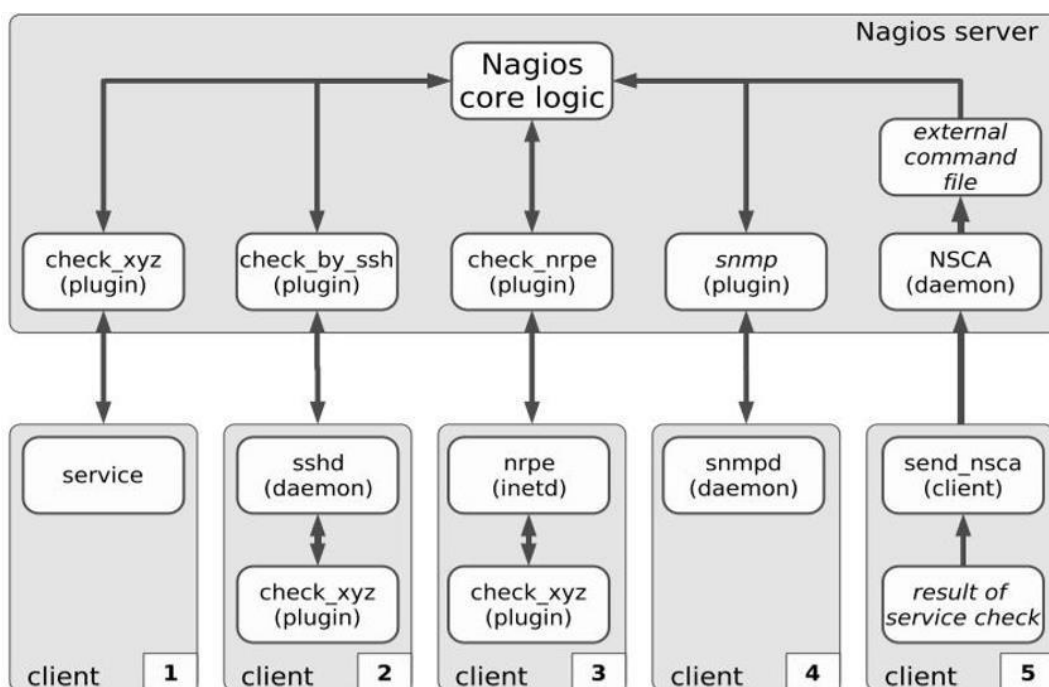 Nagios server
Nagios
core logic
external
command
file
check_xyz
(plugin)
check_by_ssh
(plugin)
check_nrpe
(plugin)
snmp
(plugin)
NSCA
(daemon)
service
sshd
(daemon)
nrpe
(inetd)
snmpd
(daemon)
send_nsca
(client)
check_xyz
(plugin)
check_xyz
(plugin)
result of
service check
client 1
client 2
client 3
client 4
client 5